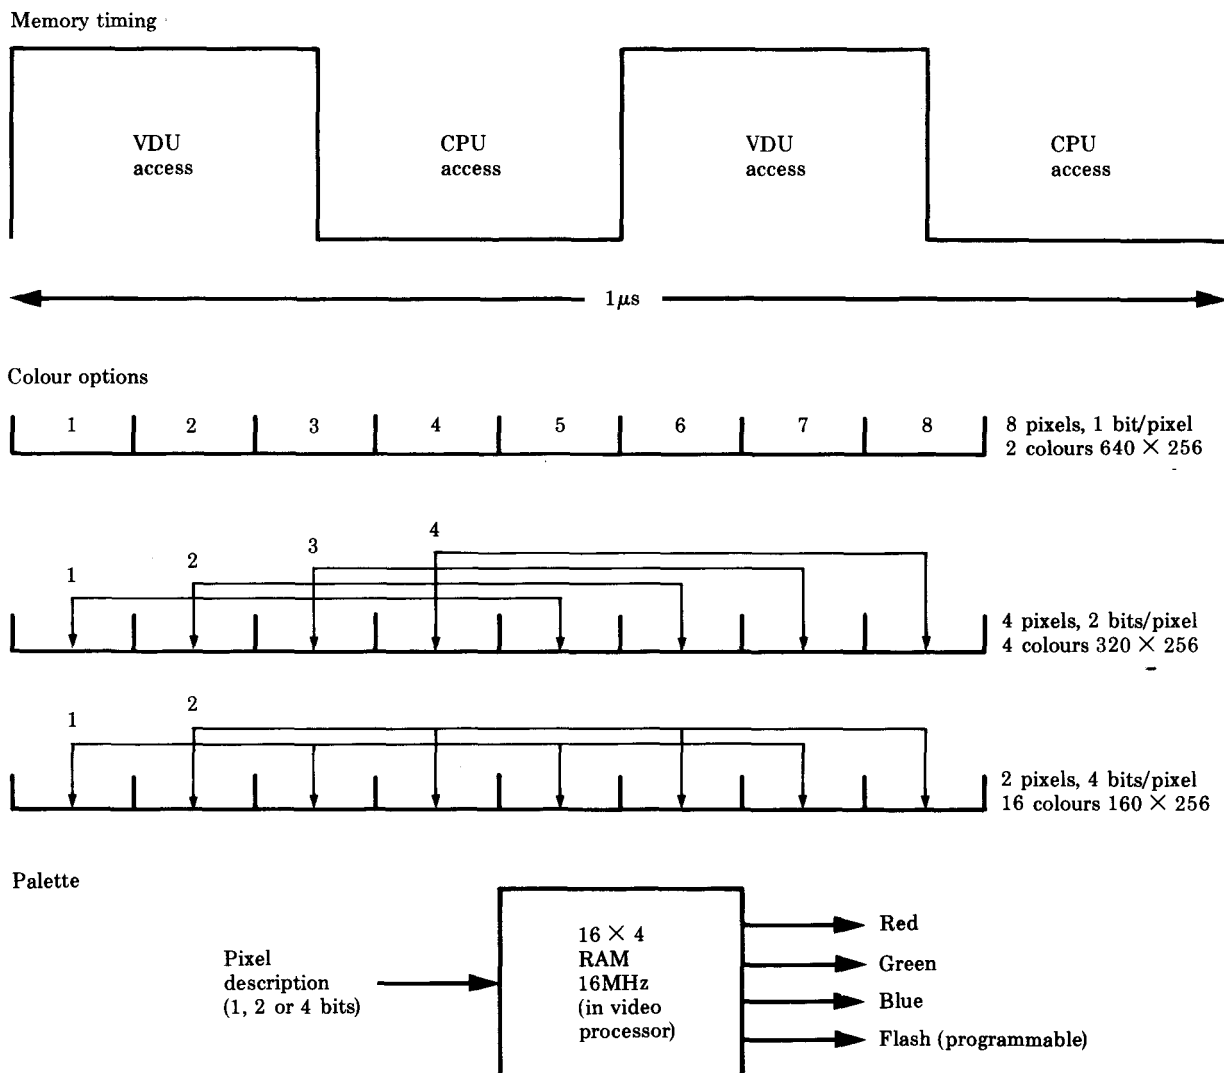 Memory timing
VDU
access
CPU
access
VDU
access
CPU
access
1μs
Colour options
1 2 3 4 5 6 7 8
8 pixels, 1 bit/pixel
2 colours 640 × 256
1 2 3 4
4 pixels, 2 bits/pixel
4 colours 320 × 256
1 2
2 pixels, 4 bits/pixel
16 colours 160 × 256
Palette
Pixel
description
(1, 2 or 4 bits)
16 × 4
RAM
16MHz
(in video
processor)
Red
Green
Blue
Flash (programmable)